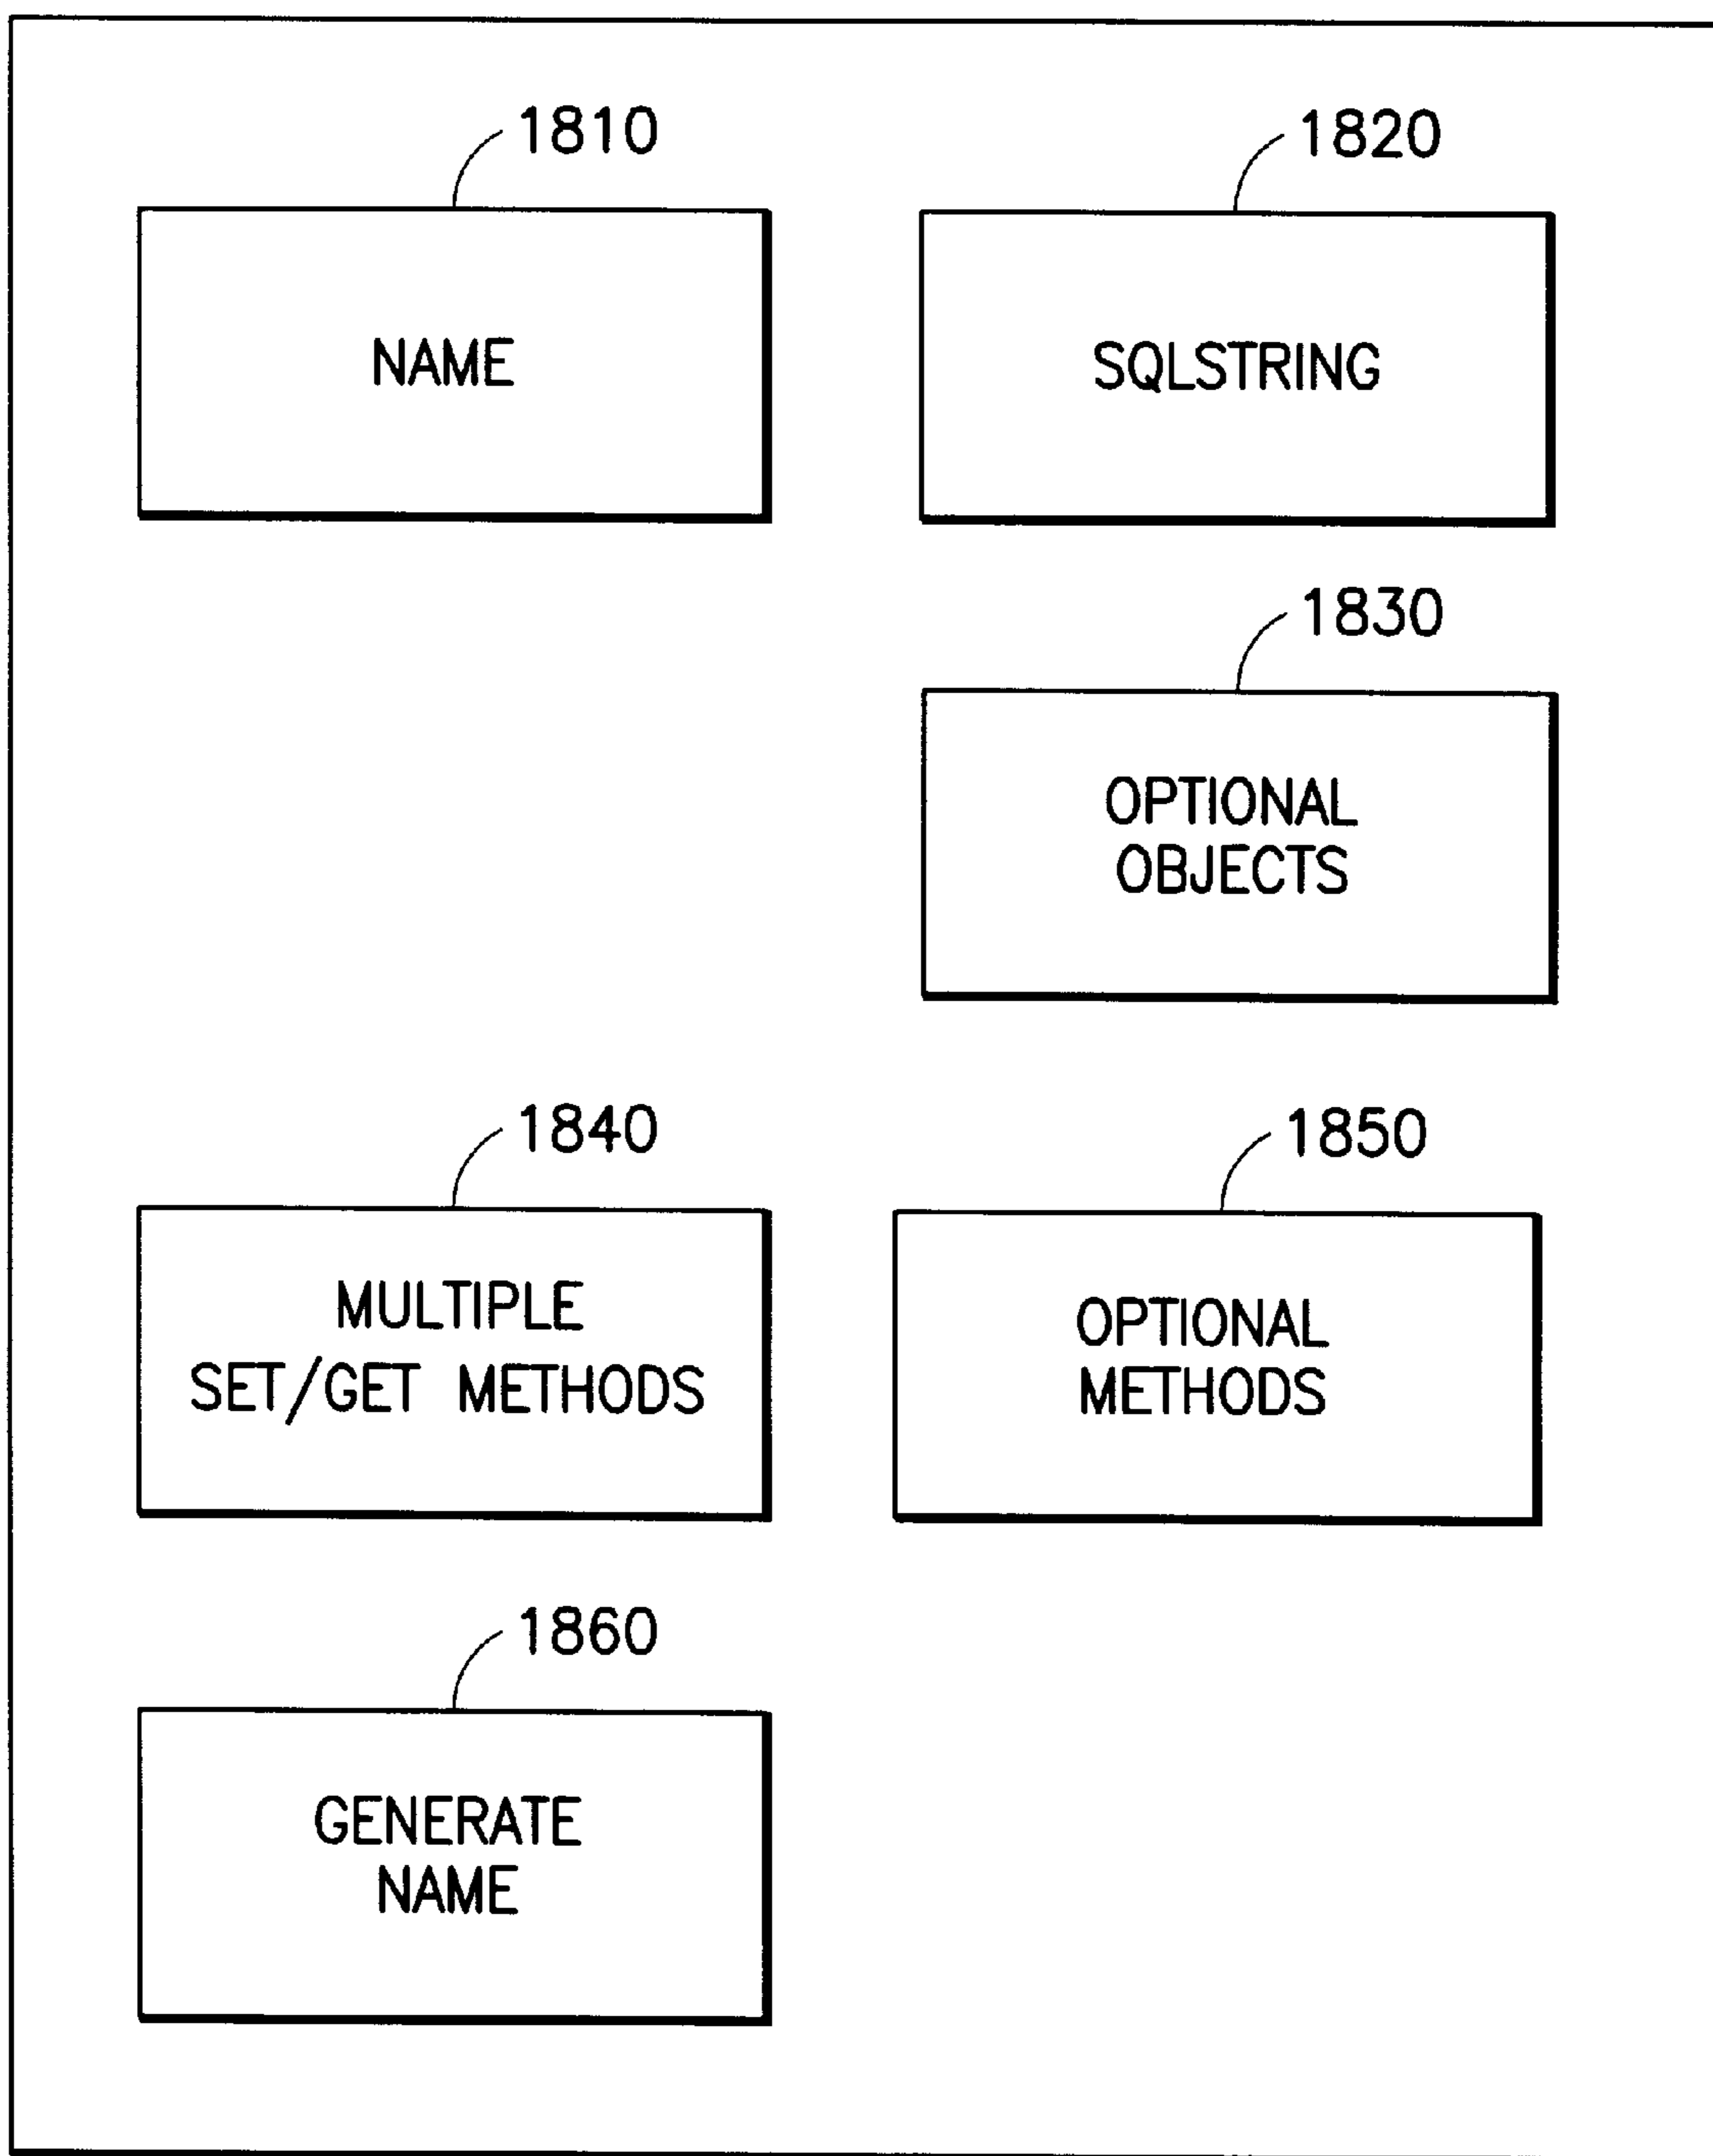 1810
1820
NAME
SQLSTRING
1830
OPTIONAL
OBJECTS
1840
1850
MULTIPLE
SET/GET METHODS
OPTIONAL
METHODS
1860
GENERATE
NAME